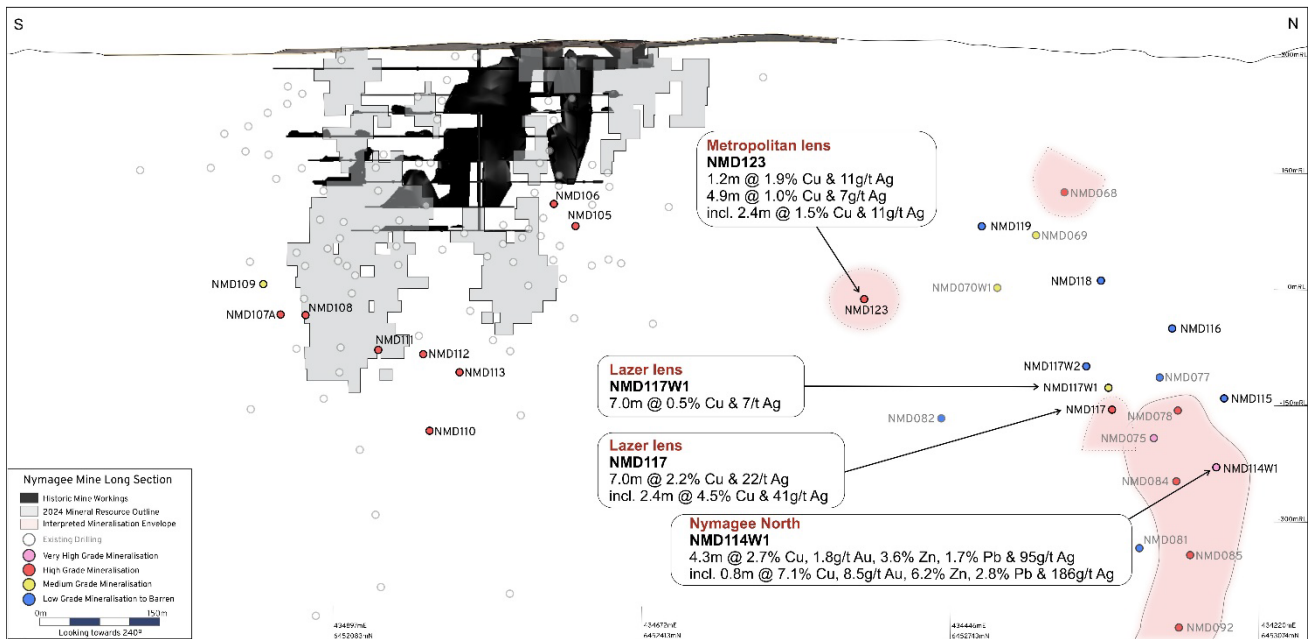 S
N
200mRL
Metropolitan lens
NMD123
1.2m @ 1.9% Cu & 11g/t Ag
4.9m @ 1.0% Cu & 7g/t Ag
incl. 2.4m @ 1.5% Cu & 11g/t Ag
150mRL
NMD068
NMD106
NMD105
NMD119
NMD069
NMD109
NMD070W1
NMD118
0mRL
NMD107A
NMD108
NMD123
NMD116
NMD111
NMD112
NMD113
NMD117W2
NMD077
Lazer lens
NMD117W1
7.0m @ 0.5% Cu & 7/t Ag
NMD117W1
NMD115
NMD117
NMD078
-150mRL
NMD082
NMD110
NMD075
Lazer lens
NMD117
7.0m @ 2.2% Cu & 22/t Ag
incl. 2.4m @ 4.5% Cu & 41g/t Ag
NMD114W1
NMD084
Nymagee North
NMD114W1
4.3m @ 2.7% Cu, 1.8g/t Au, 3.6% Zn, 1.7% Pb & 95g/t Ag
incl. 0.8m @ 7.1% Cu, 8.5g/t Au, 6.2% Zn, 2.8% Pb & 186g/t Ag
NMD081
NMD085
NMD092
Nymagee Mine Long Section
Historic Mine Workings
2024 Mineral Resource Outline
Interpreted Mineralisation Envelope
Existing Drilling
Very High Grade Mineralisation
High Grade Mineralisation
Medium Grade Mineralisation
Low Grade Mineralisation to Barren
0m
150m
Looking towards 240º
6452083mN
434672mE
6452413mN
434446mE
6452743mN
434220mE